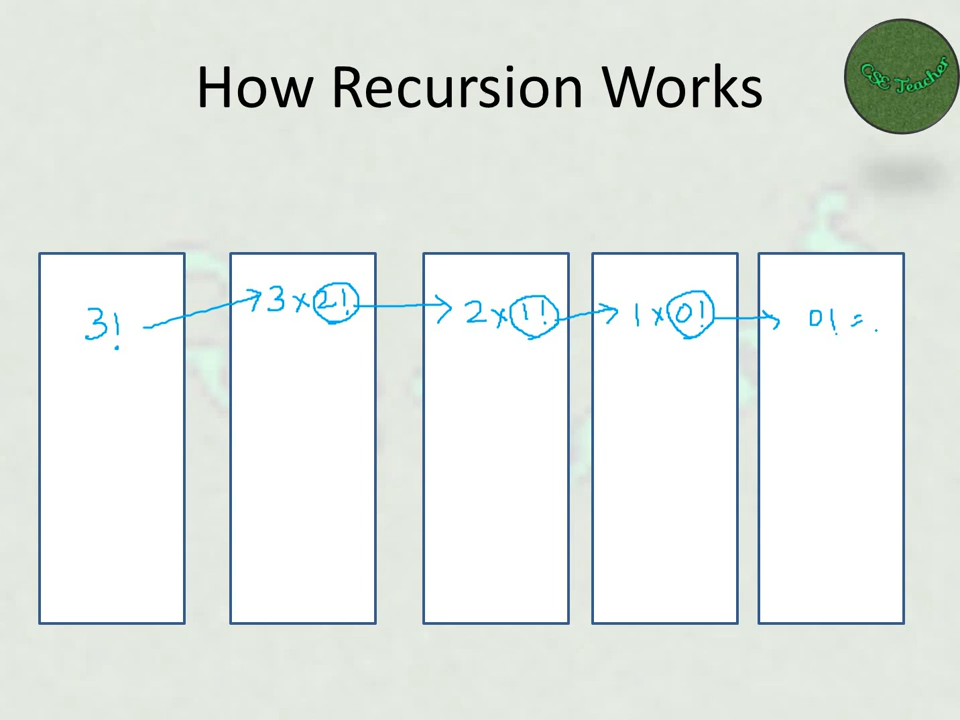 How Recursion Works
CSE Teacher
3!
3 × 2!
2 × 1!
1 × 0!
0! =